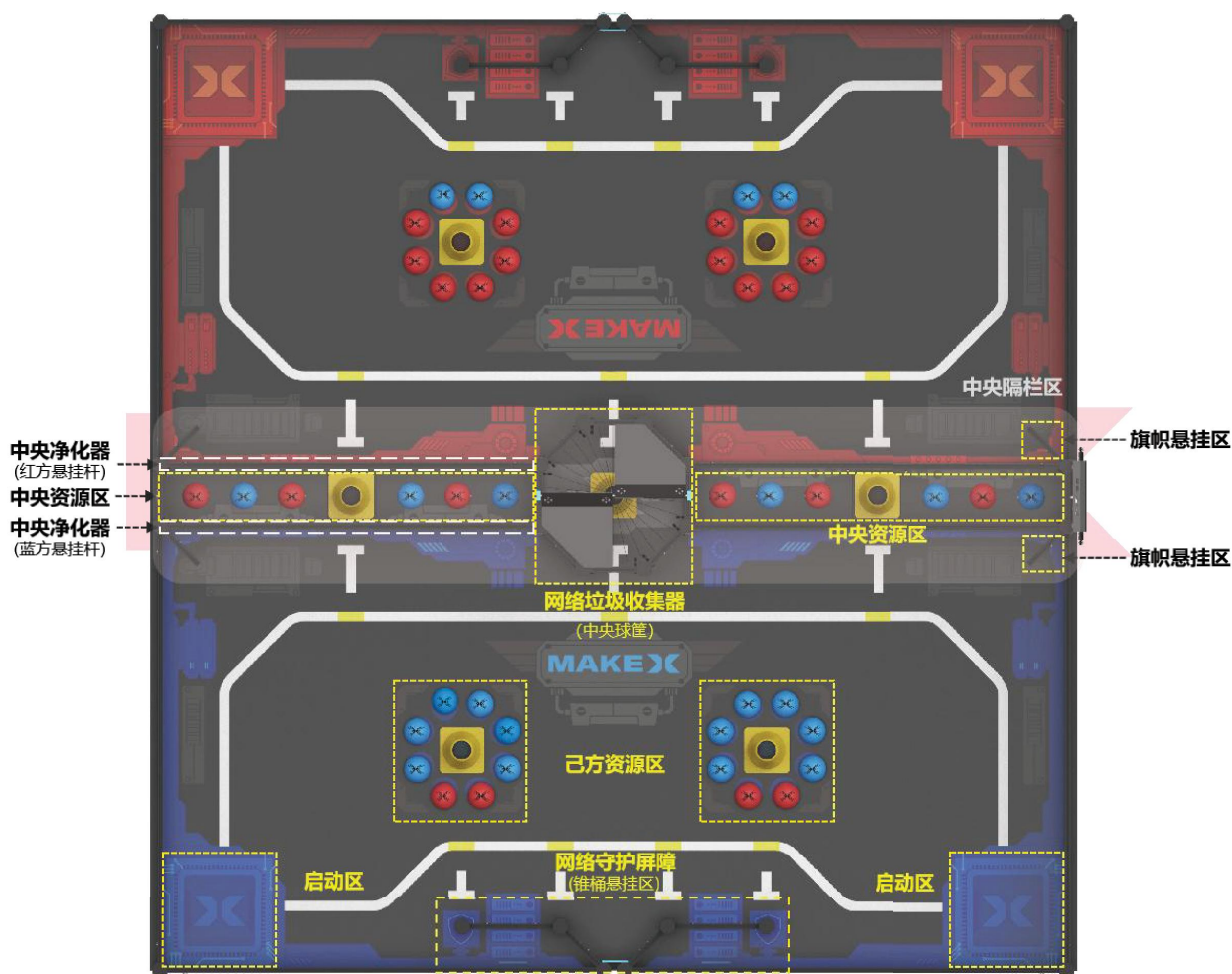 MAKEX
中央隔栏区
中央净化器
(红方悬挂杆)
旗帜悬挂区
中央资源区
中央净化器
(蓝方悬挂杆)
中央资源区
旗帜悬挂区
网络垃圾收集器
(中央球筐)
MAKEX
己方资源区
网络守护屏障
(锥桶悬挂区)
启动区
启动区